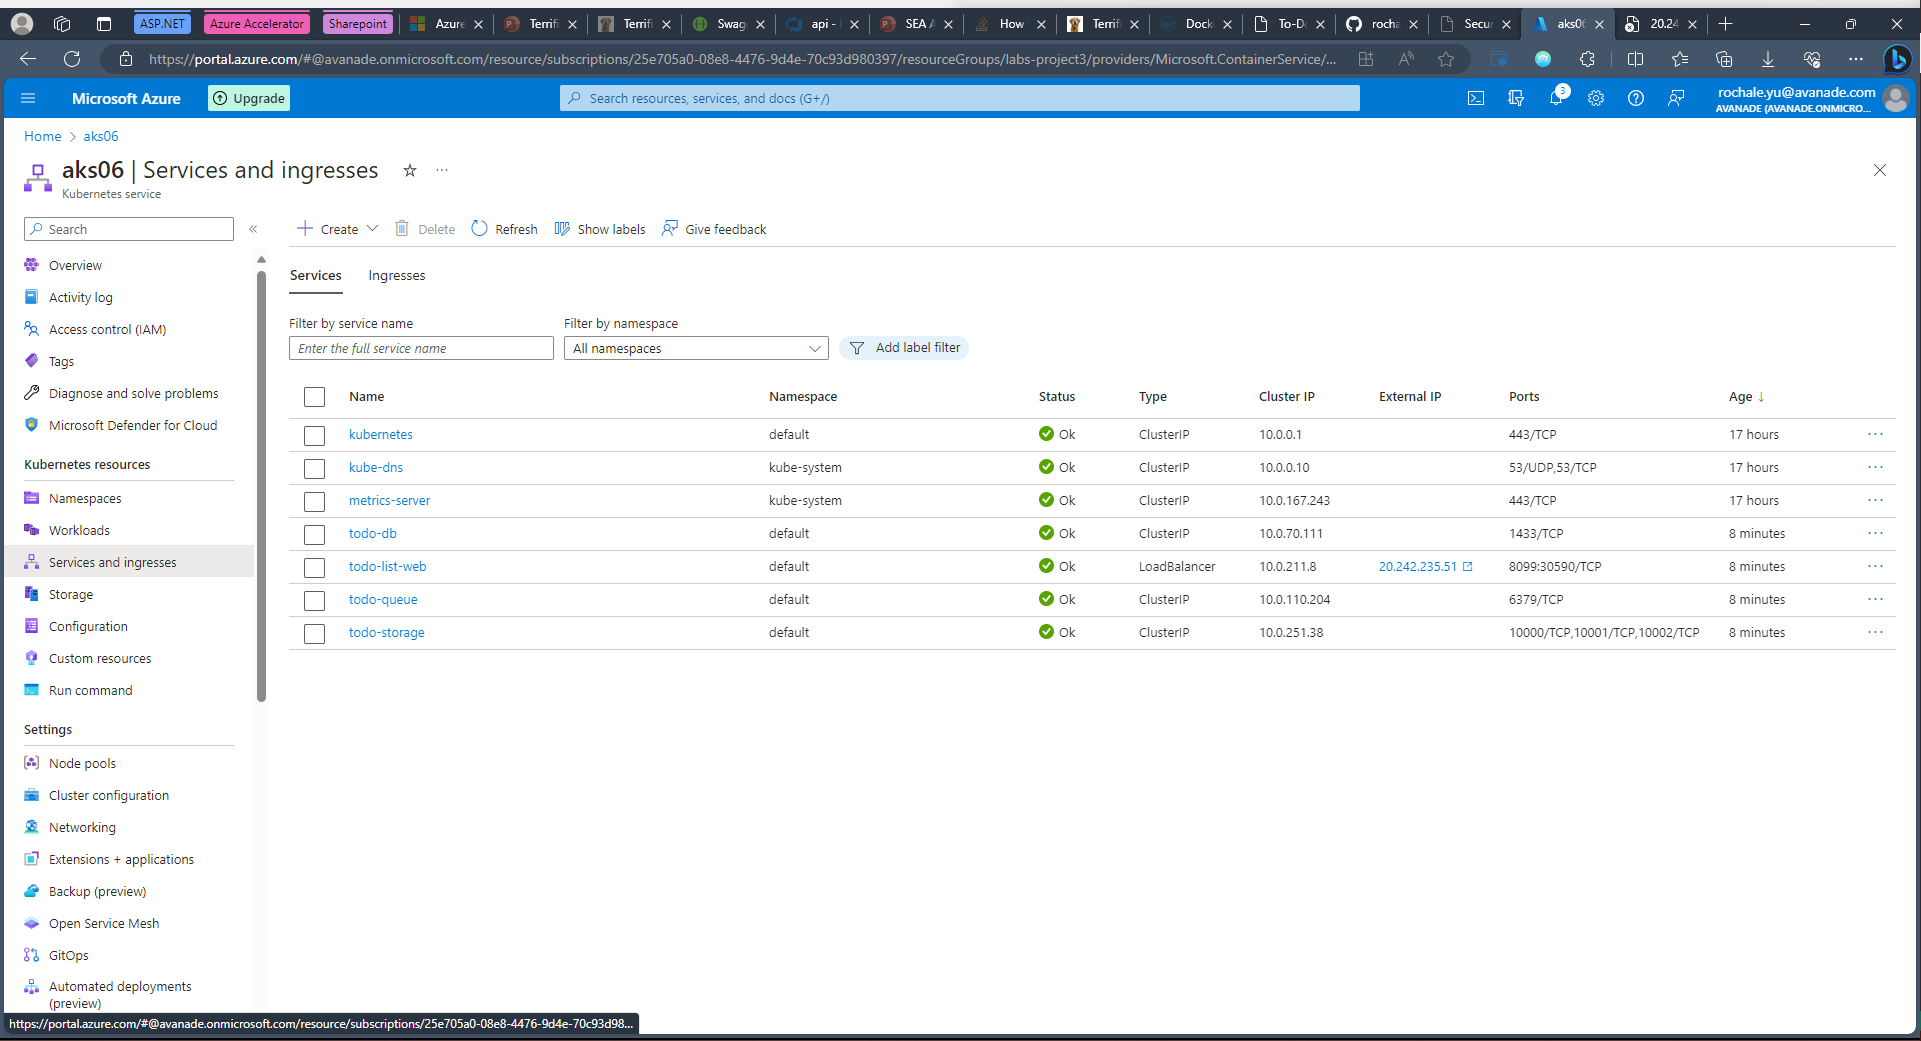 ASP.NET Azure Accelerator Sharepoint Azure Terrifi Terrifi Swag api - SEA A How Terrifi Dock To-D rocha Secu aks06 20.24
https://portal.azure.com/#@avanade.onmicrosoft.com/resource/subscriptions/25e705a0-08e8-4476-9d4e-70c93d980397/resourceGroups/labs-project3/providers/Microsoft.ContainerService/...
Microsoft Azure Upgrade Search resources, services, and docs (G+/) 3 rochale.yu@avanade.com
AVANADE (AVANADE.ONMICRO...
Home > aks06
aks06 | Services and ingresses
Kubernetes service
Search
Create Delete Refresh Show labels Give feedback
Overview
Activity log
Access control (IAM)
Tags
Diagnose and solve problems
Microsoft Defender for Cloud
Kubernetes resources
Namespaces
Workloads
Services and ingresses
Storage
Configuration
Custom resources
Run command
Settings
Node pools
Cluster configuration
Networking
Extensions + applications
Backup (preview)
Open Service Mesh
GitOps
Automated deployments
(preview)
Services Ingresses
Filter by service name Filter by namespace
Enter the full service name All namespaces Add label filter
Name Namespace Status Type Cluster IP External IP Ports Age ↓
kubernetes default Ok ClusterIP 10.0.0.1 443/TCP 17 hours
kube-dns kube-system Ok ClusterIP 10.0.0.10 53/UDP,53/TCP 17 hours
metrics-server kube-system Ok ClusterIP 10.0.167.243 443/TCP 17 hours
todo-db default Ok ClusterIP 10.0.70.111 1433/TCP 8 minutes
todo-list-web default Ok LoadBalancer 10.0.211.8 20.242.235.51 8099:30590/TCP 8 minutes
todo-queue default Ok ClusterIP 10.0.110.204 6379/TCP 8 minutes
todo-storage default Ok ClusterIP 10.0.251.38 10000/TCP,10001/TCP,10002/TCP 8 minutes
https://portal.azure.com/#@avanade.onmicrosoft.com/resource/subscriptions/25e705a0-08e8-4476-9d4e-70c93d98...